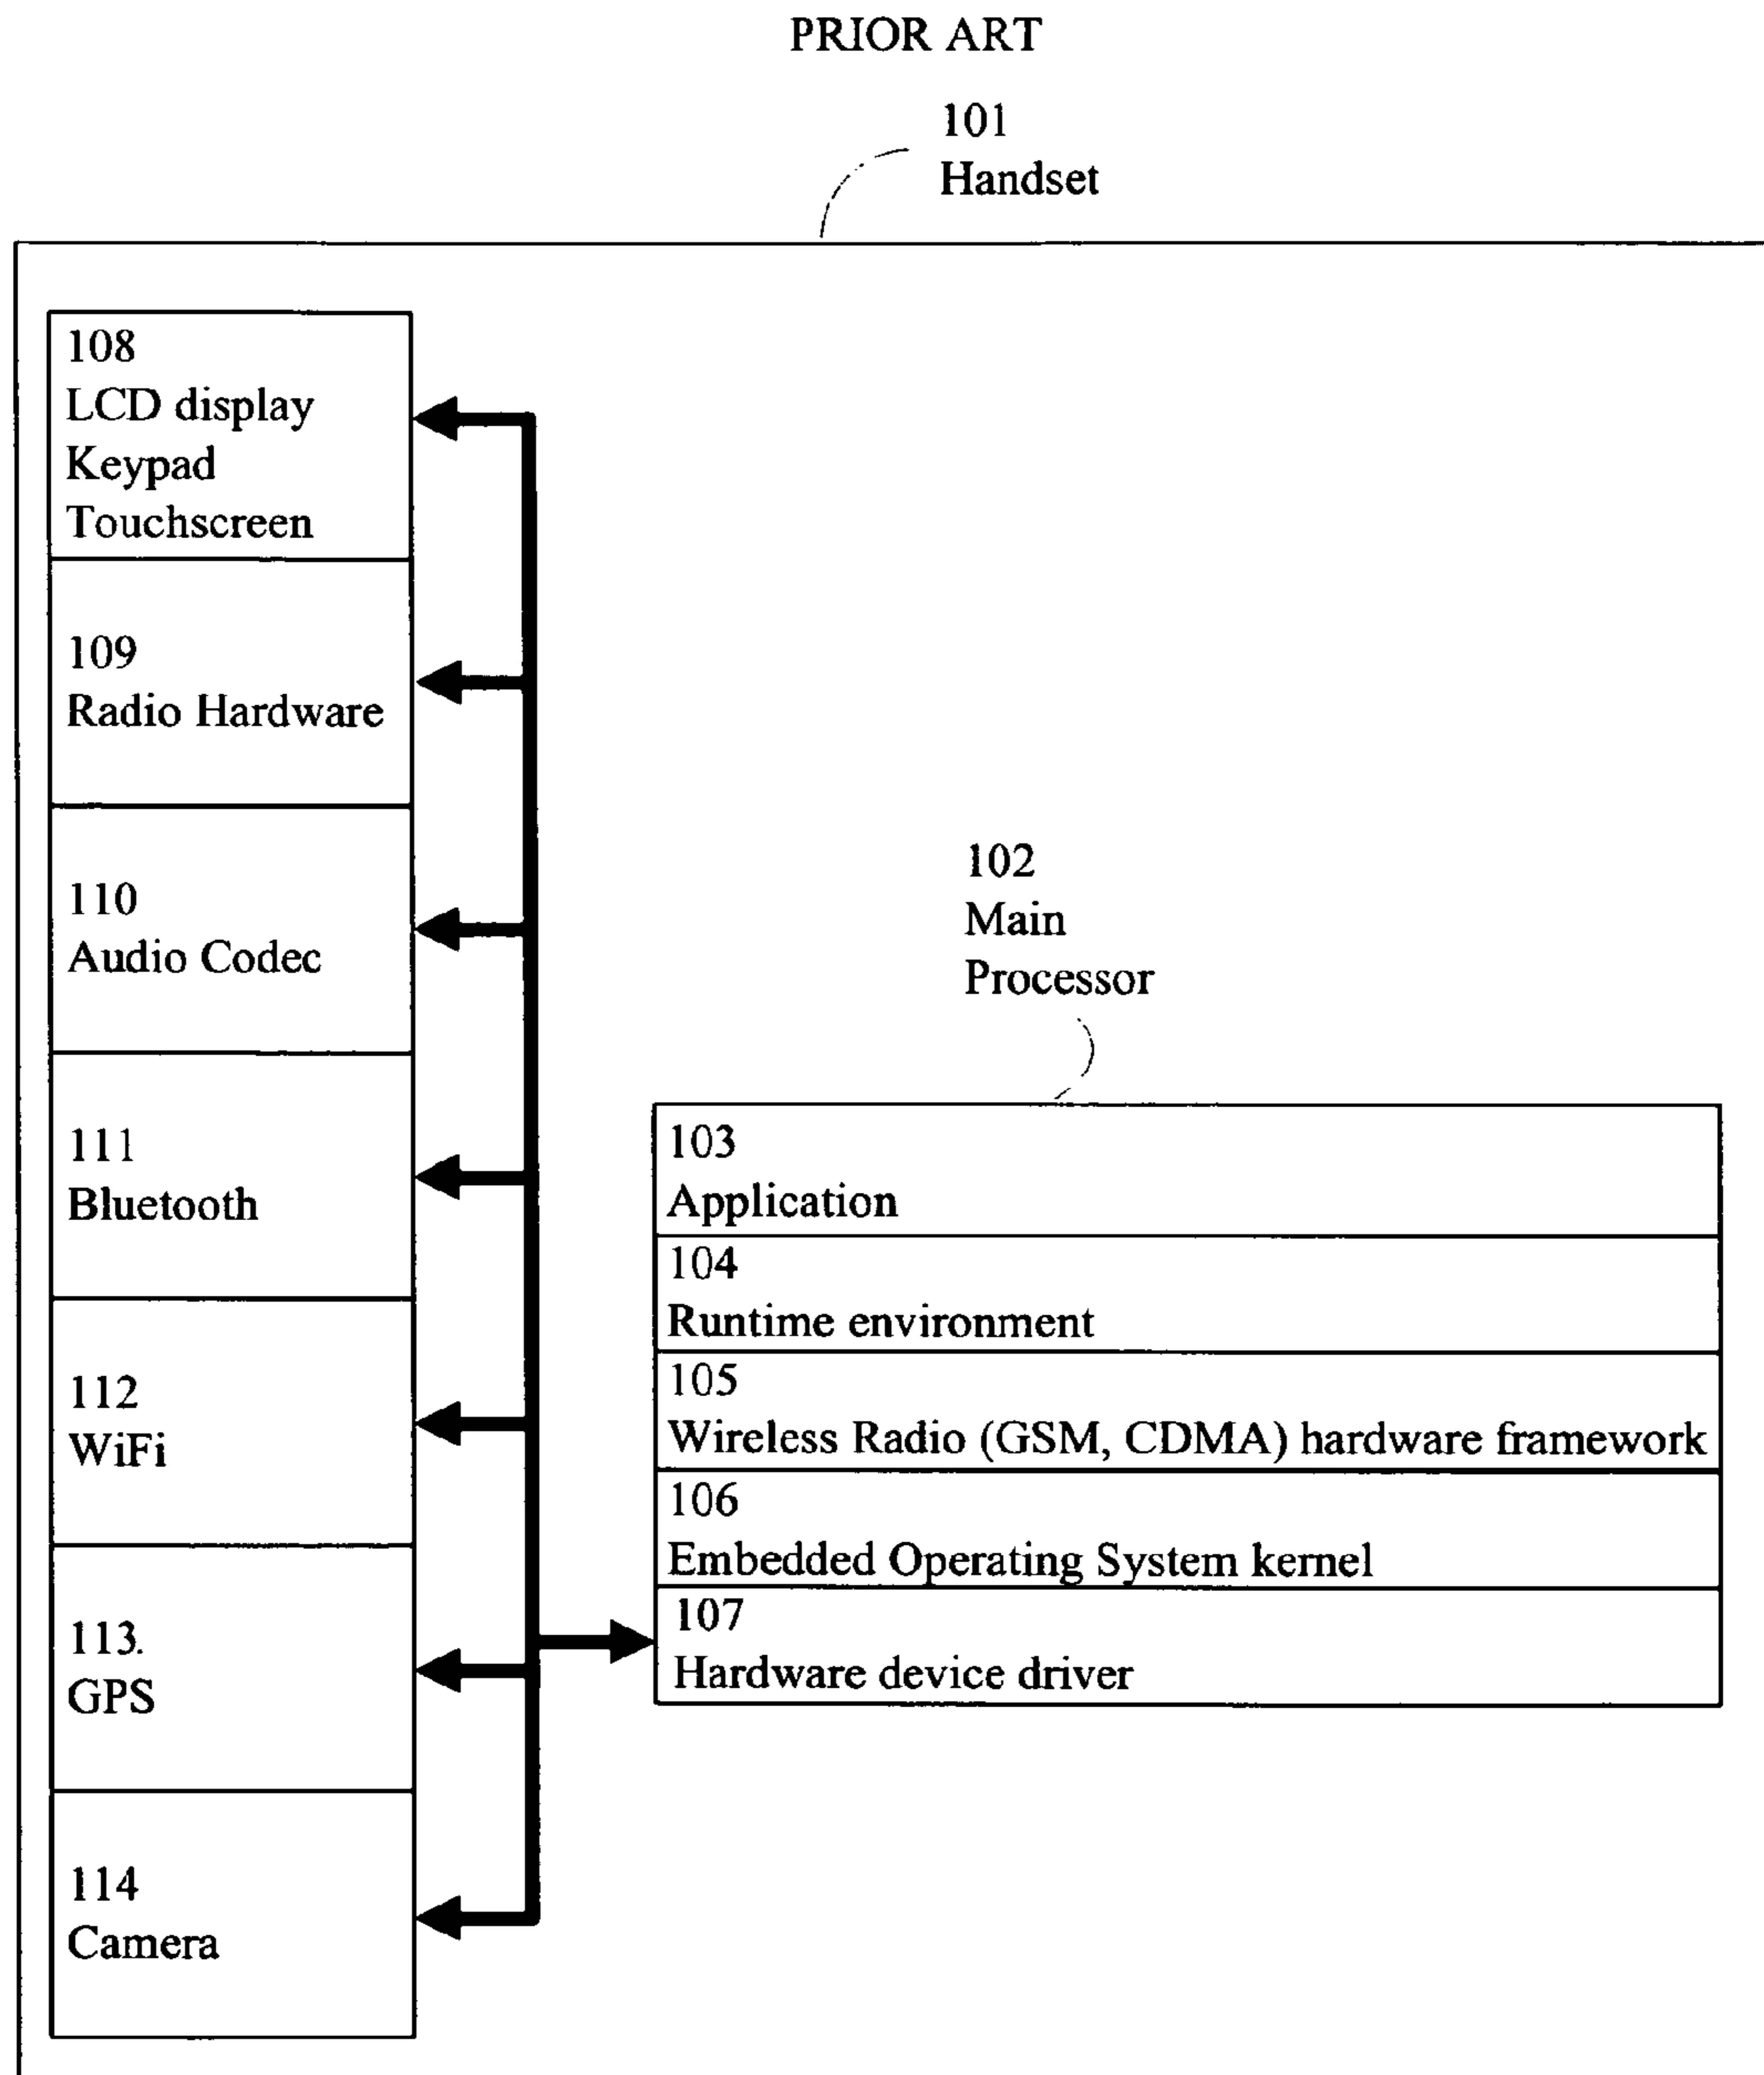 PRIOR ART
101
Handset
108
LCD display
Keypad
Touchscreen
109
Radio Hardware
110
Audio Codec
111
Bluetooth
112
WiFi
113.
GPS
114
Camera
102
Main
Processor
103
Application
104
Runtime environment
105
Wireless Radio (GSM, CDMA) hardware framework
106
Embedded Operating System kernel
107
Hardware device driver